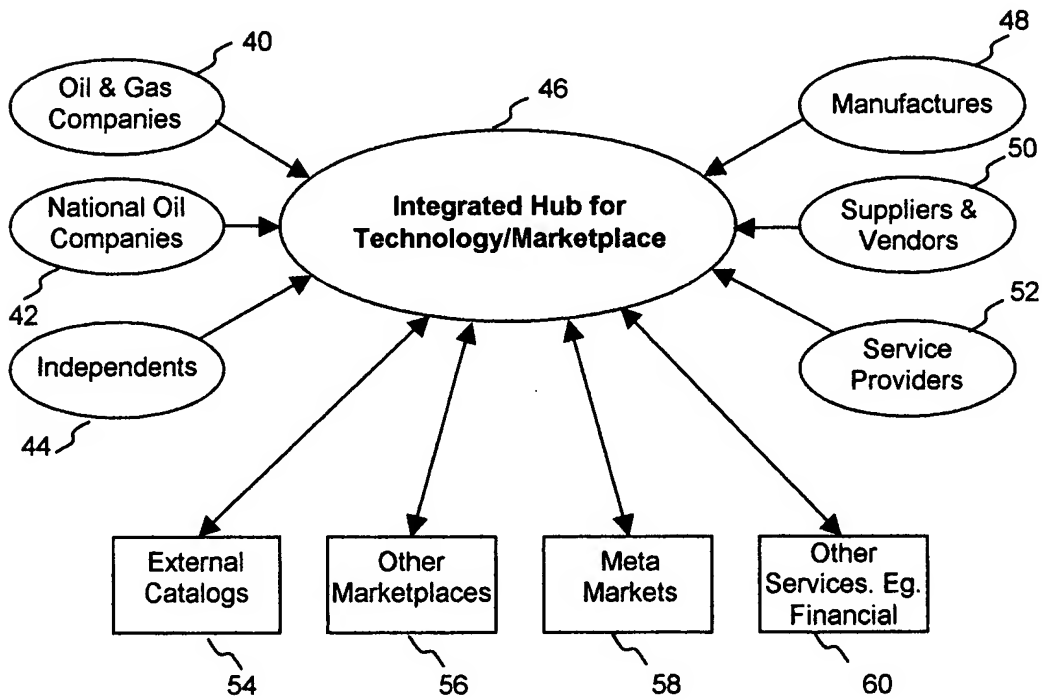 40
Oil & Gas
Companies
National Oil
Companies
42
Independents
44
46
Integrated Hub for
Technology/Marketplace
48
Manufactures
50
Suppliers &
Vendors
52
Service
Providers
External
Catalogs
54
Other
Marketplaces
56
Meta
Markets
58
Other
Services. Eg.
Financial
60